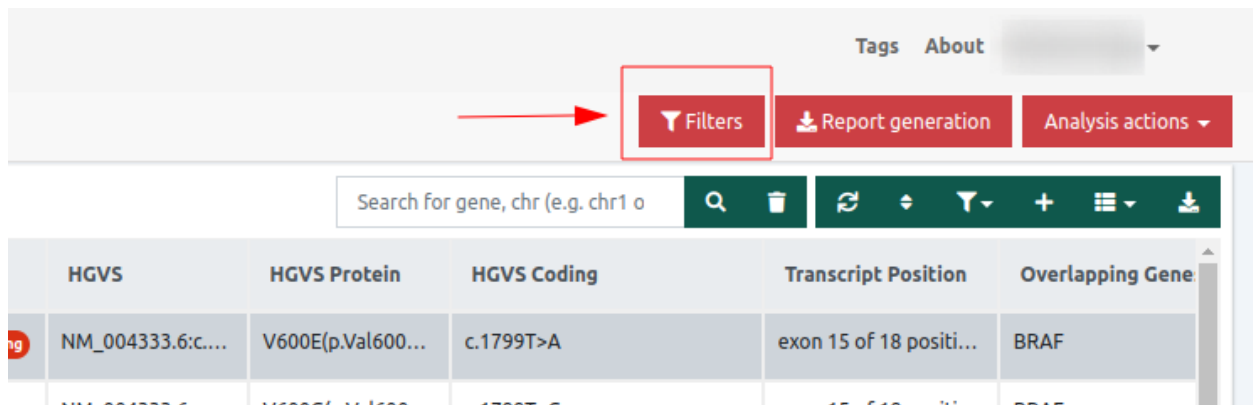 Tags About
Filters Report generation Analysis actions
Search for gene, chr (e.g. chr1 o
HGVS HGVS Protein HGVS Coding Transcript Position Overlapping Gene
ng NM_004333.6:c.... V600E(p.Val600... c.1799T>A exon 15 of 18 positi... BRAF